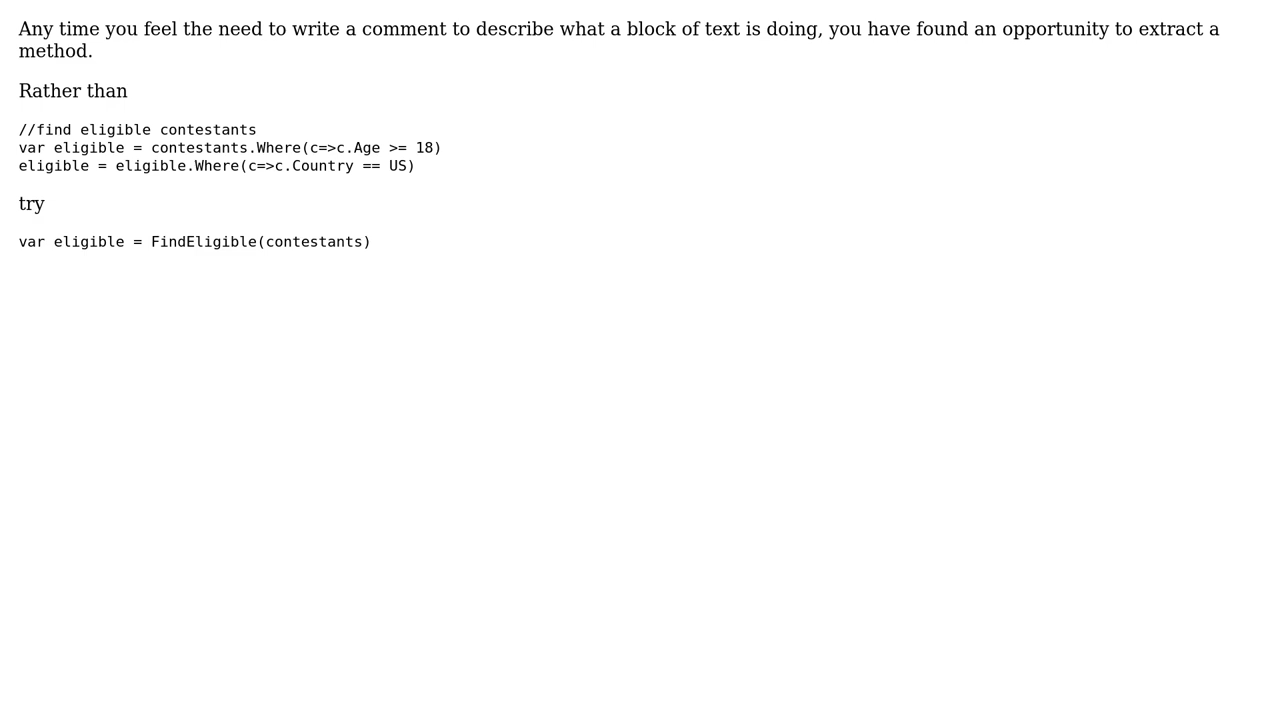 Any time you feel the need to write a comment to describe what a block of text is doing, you have found an opportunity to extract a
method.
Rather than
//find eligible contestants
var eligible = contestants.Where(c=>c.Age >= 18)
eligible = eligible.Where(c=>c.Country == US)
try
var eligible = FindEligible(contestants)